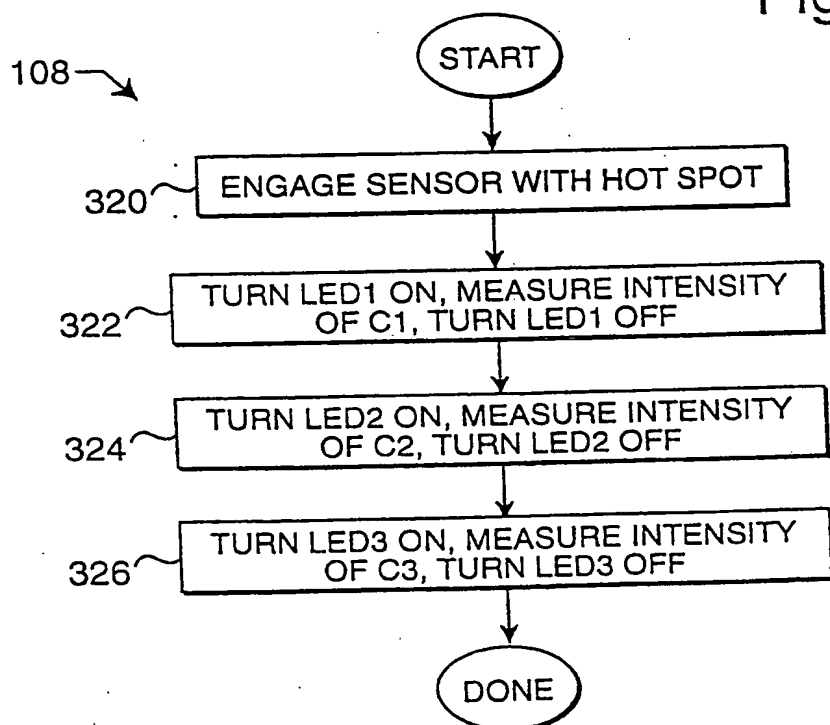 Fig
START
108
ENGAGE SENSOR WITH HOT SPOT
320
TURN LED1 ON, MEASURE INTENSITY
OF C1, TURN LED1 OFF
322
TURN LED2 ON, MEASURE INTENSITY
OF C2, TURN LED2 OFF
324
TURN LED3 ON, MEASURE INTENSITY
OF C3, TURN LED3 OFF
326
DONE